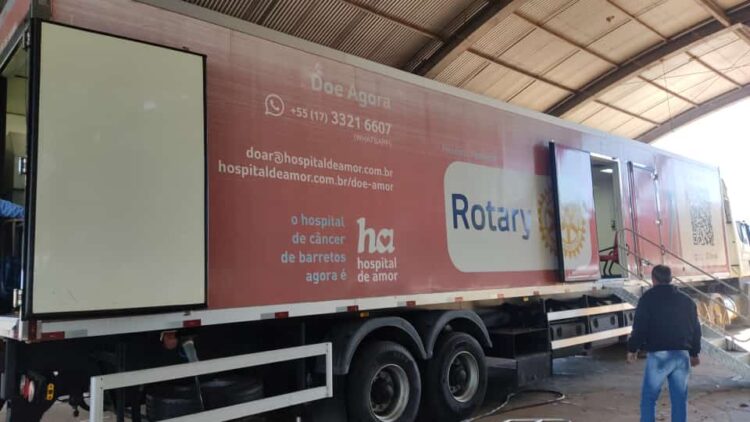 Doe Agora
+55 (17) 3321 6607
(WHATSAPP)
doar@hospitaldeamor.com.br
hospitaldeamor.com.br/doe-amor
o hospital
de câncer
de barretos
agora é
ha
hospital
de amor
Rotary